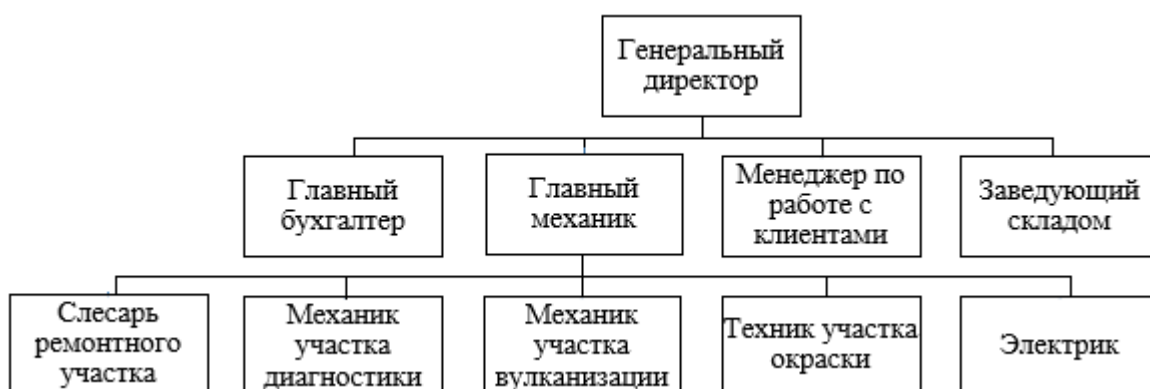 Генеральный
директор
Главный
бухгалтер
Главный
механик
Менеджер по
работе с
клиентами
Заведующий
складом
Слесарь
ремонтного
участка
Механик
участка
диагностики
Механик
участка
вулканизации
Техник участка
окраски
Электрик